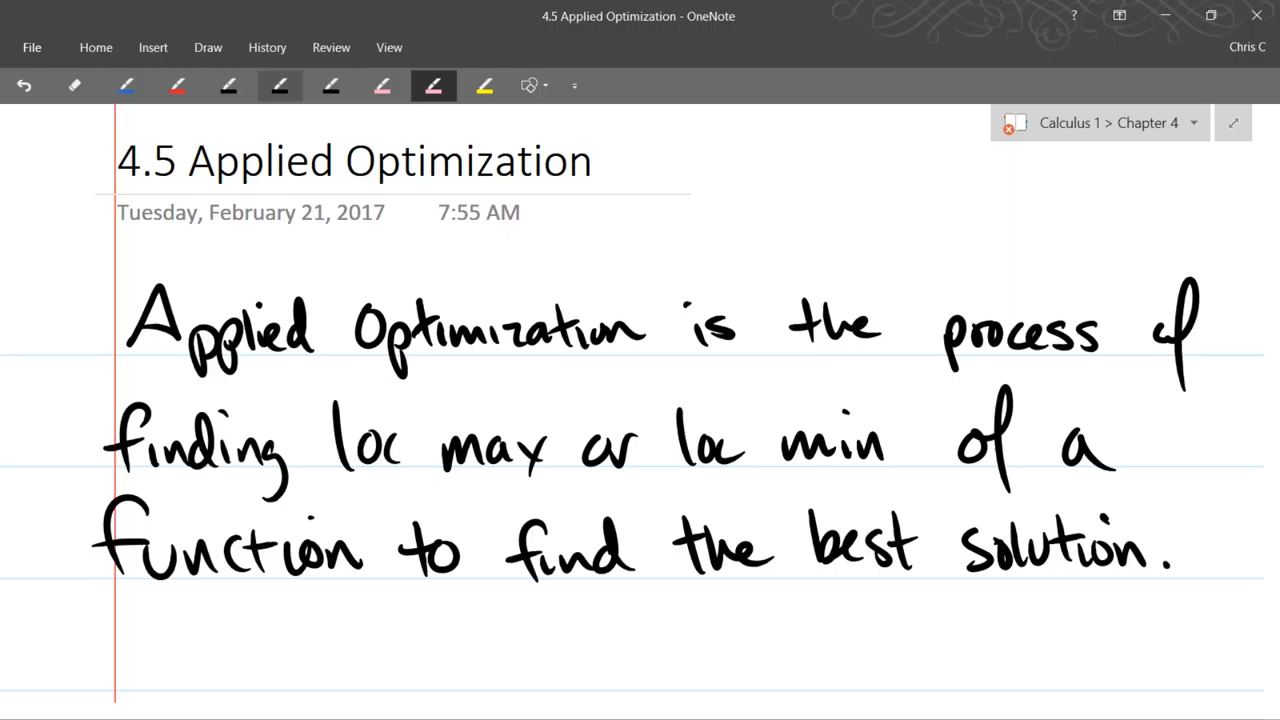 4.5 Applied Optimization - OneNote
?
File Home Insert Draw History Review View
Chris C
Calculus 1 > Chapter 4
4.5 Applied Optimization
Tuesday, February 21, 2017 7:55 AM
Applied Optimization is the process of
finding loc max or loc min of a
function to find the best solution.